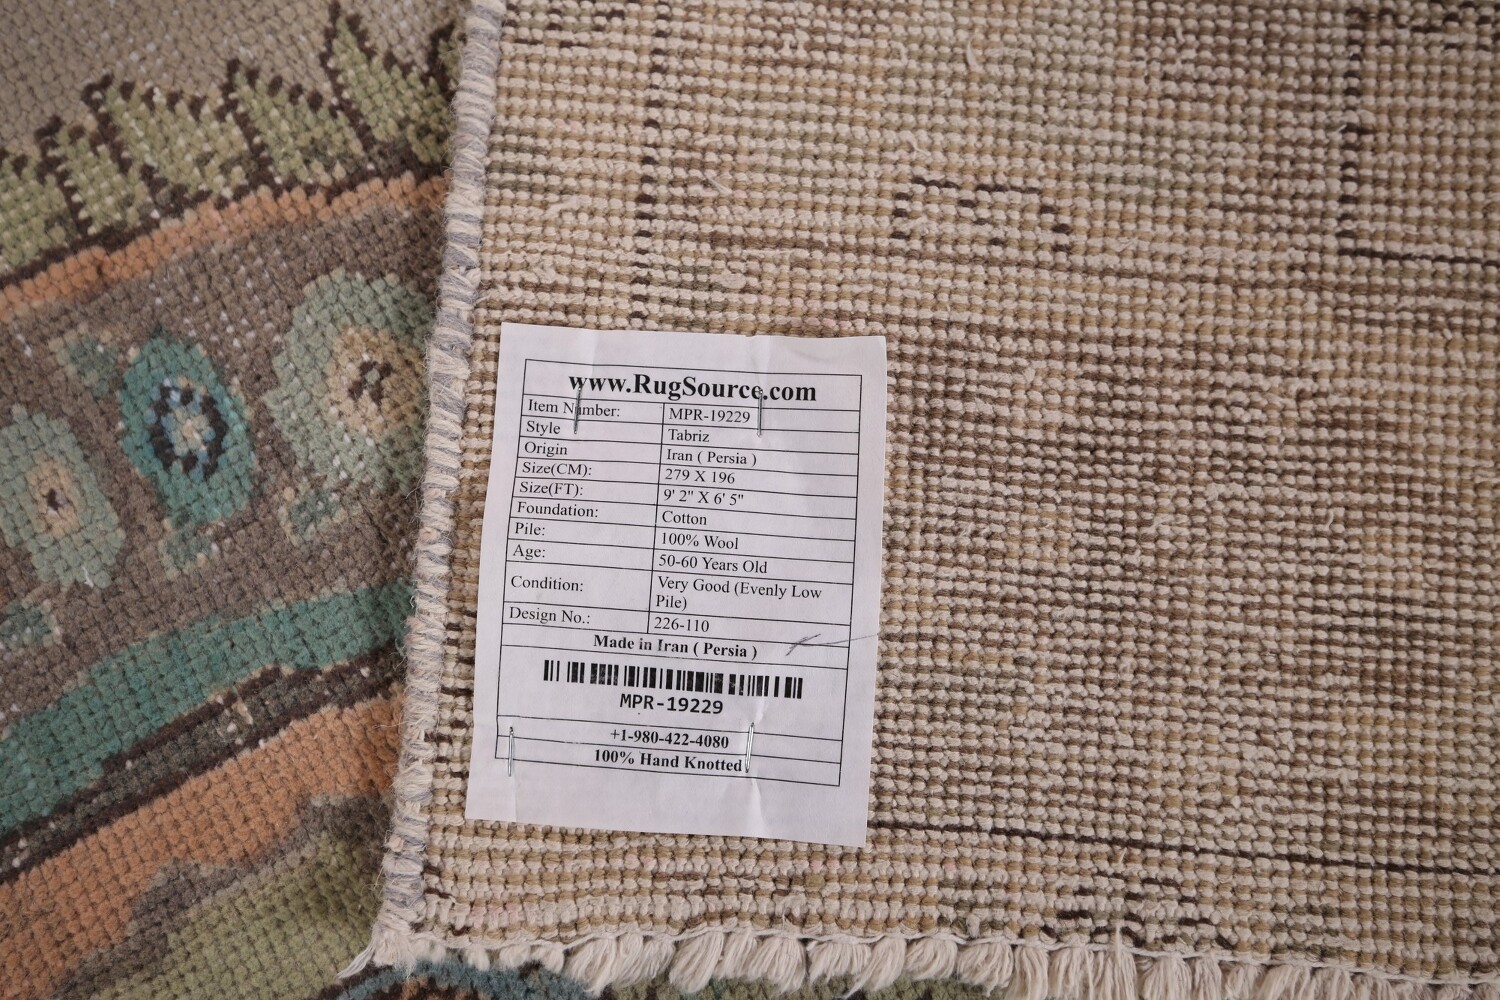 www.RugSource.com
Item Number: MPR-19229
Style Tabriz
Origin Iran ( Persia )
Size(CM): 279 X 196
Size(FT): 9' 2" X 6' 5"
Foundation: Cotton
Pile: 100% Wool
Age: 50-60 Years Old
Condition: Very Good (Evenly Low
Pile)
Design No.: 226-110
Made in Iran ( Persia )
MPR-19229
+1-980-422-4080
100% Hand Knotted